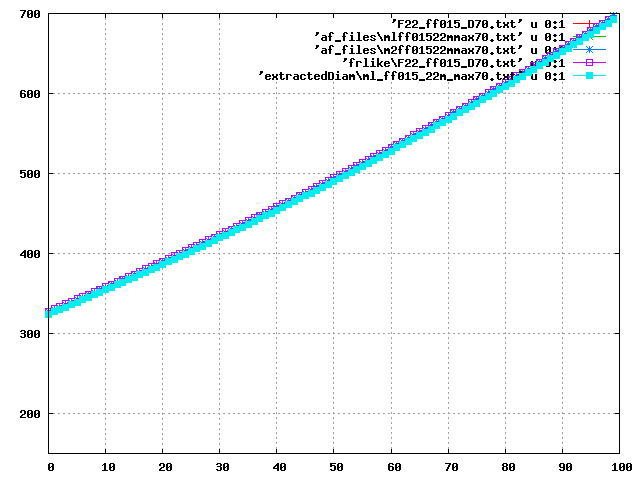 700
600
500
400
300
200
0 10 20 30 40 50 60 70 80 90 100
'F22_ff015_D70.txt' u 0:1
'af_files\m1ff01522mmax70.txt' u 0:1
'af_files\m2ff01522mmax70.txt' u 0:1
'frlike\F22_ff015_D70.txt' u 0:1
'extractedDiam\ml_ff015_22m_max70.txt' u 0:1